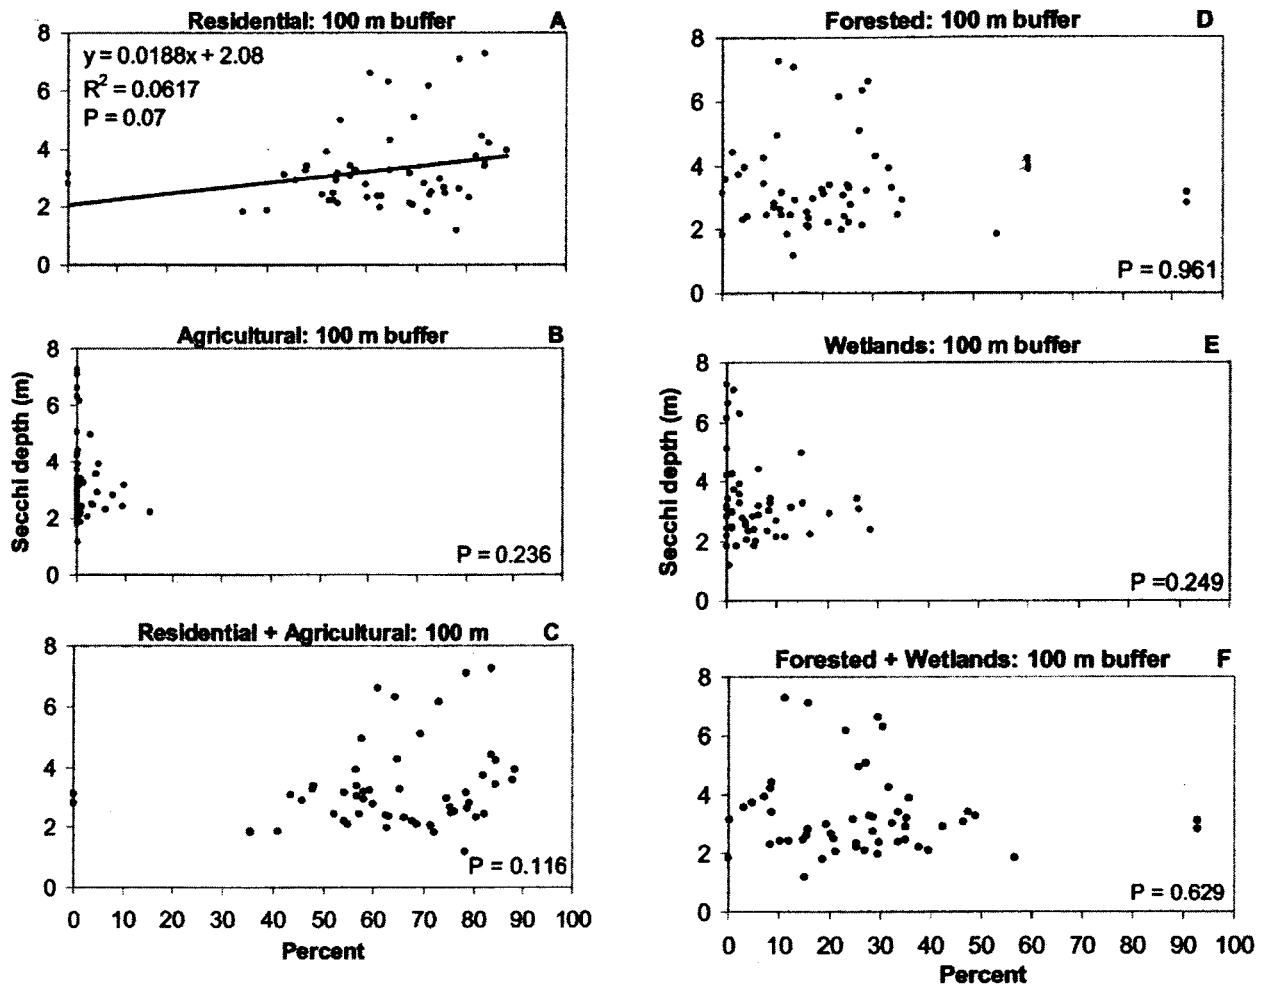 Residential: 100 m buffer A
8
6
4
2
0
y = 0.0188x + 2.08
R² = 0.0617
P = 0.07
Agricultural: 100 m buffer B
8
6
4
2
0
Secchi depth (m)
P = 0.236
Residential + Agricultural: 100 m C
8
6
4
2
0
P = 0.116
0 10 20 30 40 50 60 70 80 90 100
Percent
Forested: 100 m buffer D
8
6
4
2
0
P = 0.961
Wetlands: 100 m buffer E
8
6
4
2
0
Secchi depth (m)
P =0.249
Forested + Wetlands: 100 m buffer F
8
6
4
2
0
P = 0.629
0 10 20 30 40 50 60 70 80 90 100
Percent